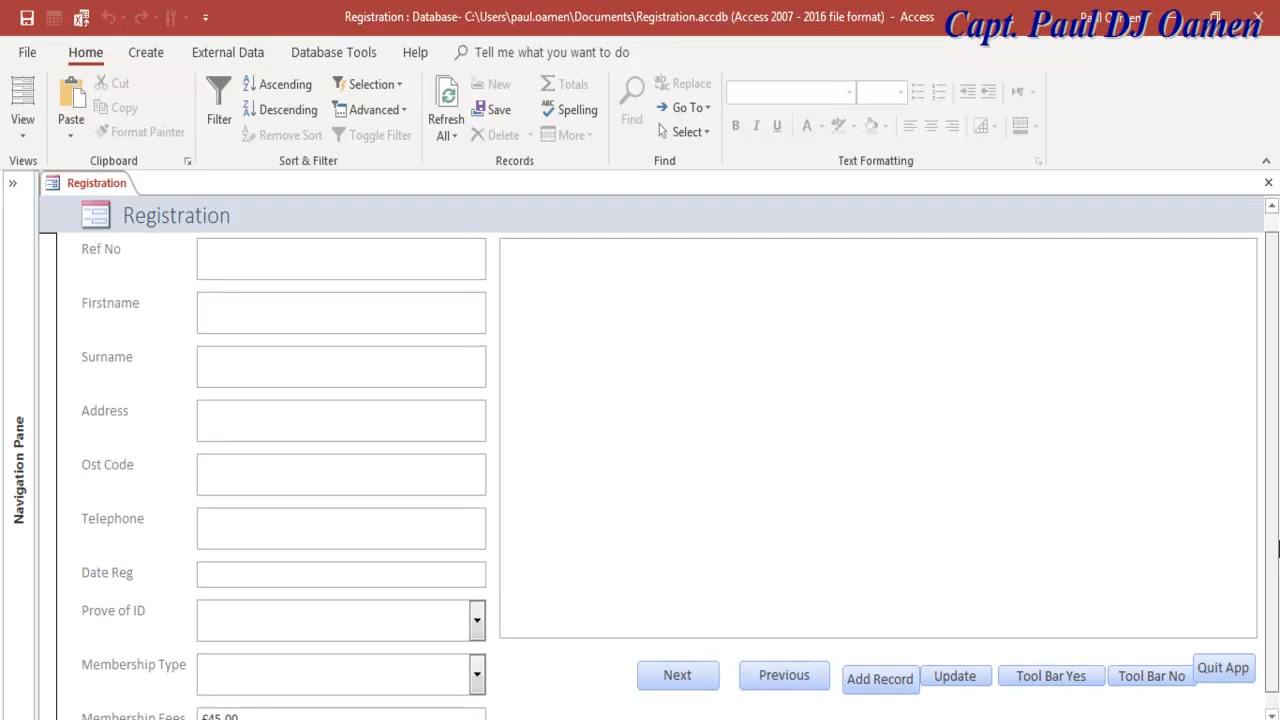 Registration : Database- C:\Users\paul.oamen\Documents\Registration.accdb (Access 2007 - 2016 file format) - Access
Capt. Paul DJ Oamen
File Home Create External Data Database Tools Help Tell me what you want to do
View
Views
Paste
Cut
Copy
Format Painter
Clipboard
Filter
Ascending
Descending
Remove Sort
Selection
Advanced
Toggle Filter
Sort & Filter
Refresh
All
New
Save
Delete
Totals
Spelling
More
Records
Find
Replace
Go To
Select
Find
B I U A
Text Formatting
Registration
Navigation Pane
Registration
Ref No
Firstname
Surname
Address
Ost Code
Telephone
Date Reg
Prove of ID
Membership Type
Membership Fees £45.00
Next Previous Add Record Update Tool Bar Yes Tool Bar No Quit App